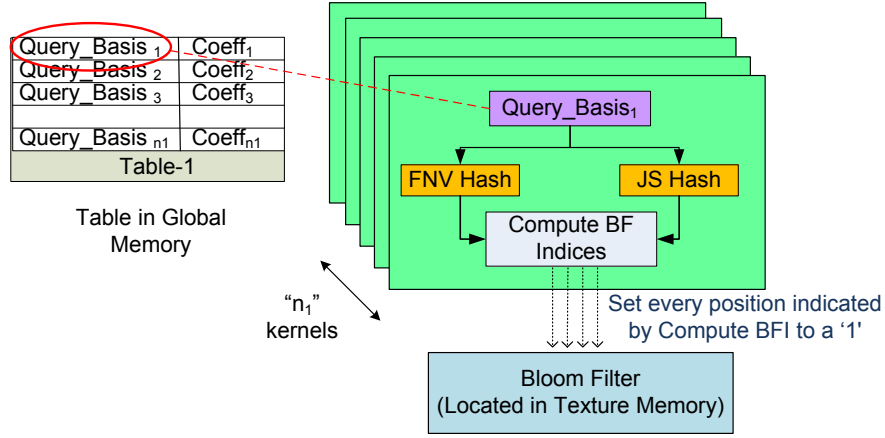 Query_Basis 1 Coeff1
Query_Basis 2 Coeff2
Query_Basis 3 Coeff3
Query_Basis n1 Coeffn1
Table-1
Table in Global
Memory
Query_Basis1
FNV Hash
JS Hash
Compute BF
Indices
“n1”
kernels
Set every position indicated
by Compute BFI to a ‘1'
Bloom Filter
(Located in Texture Memory)